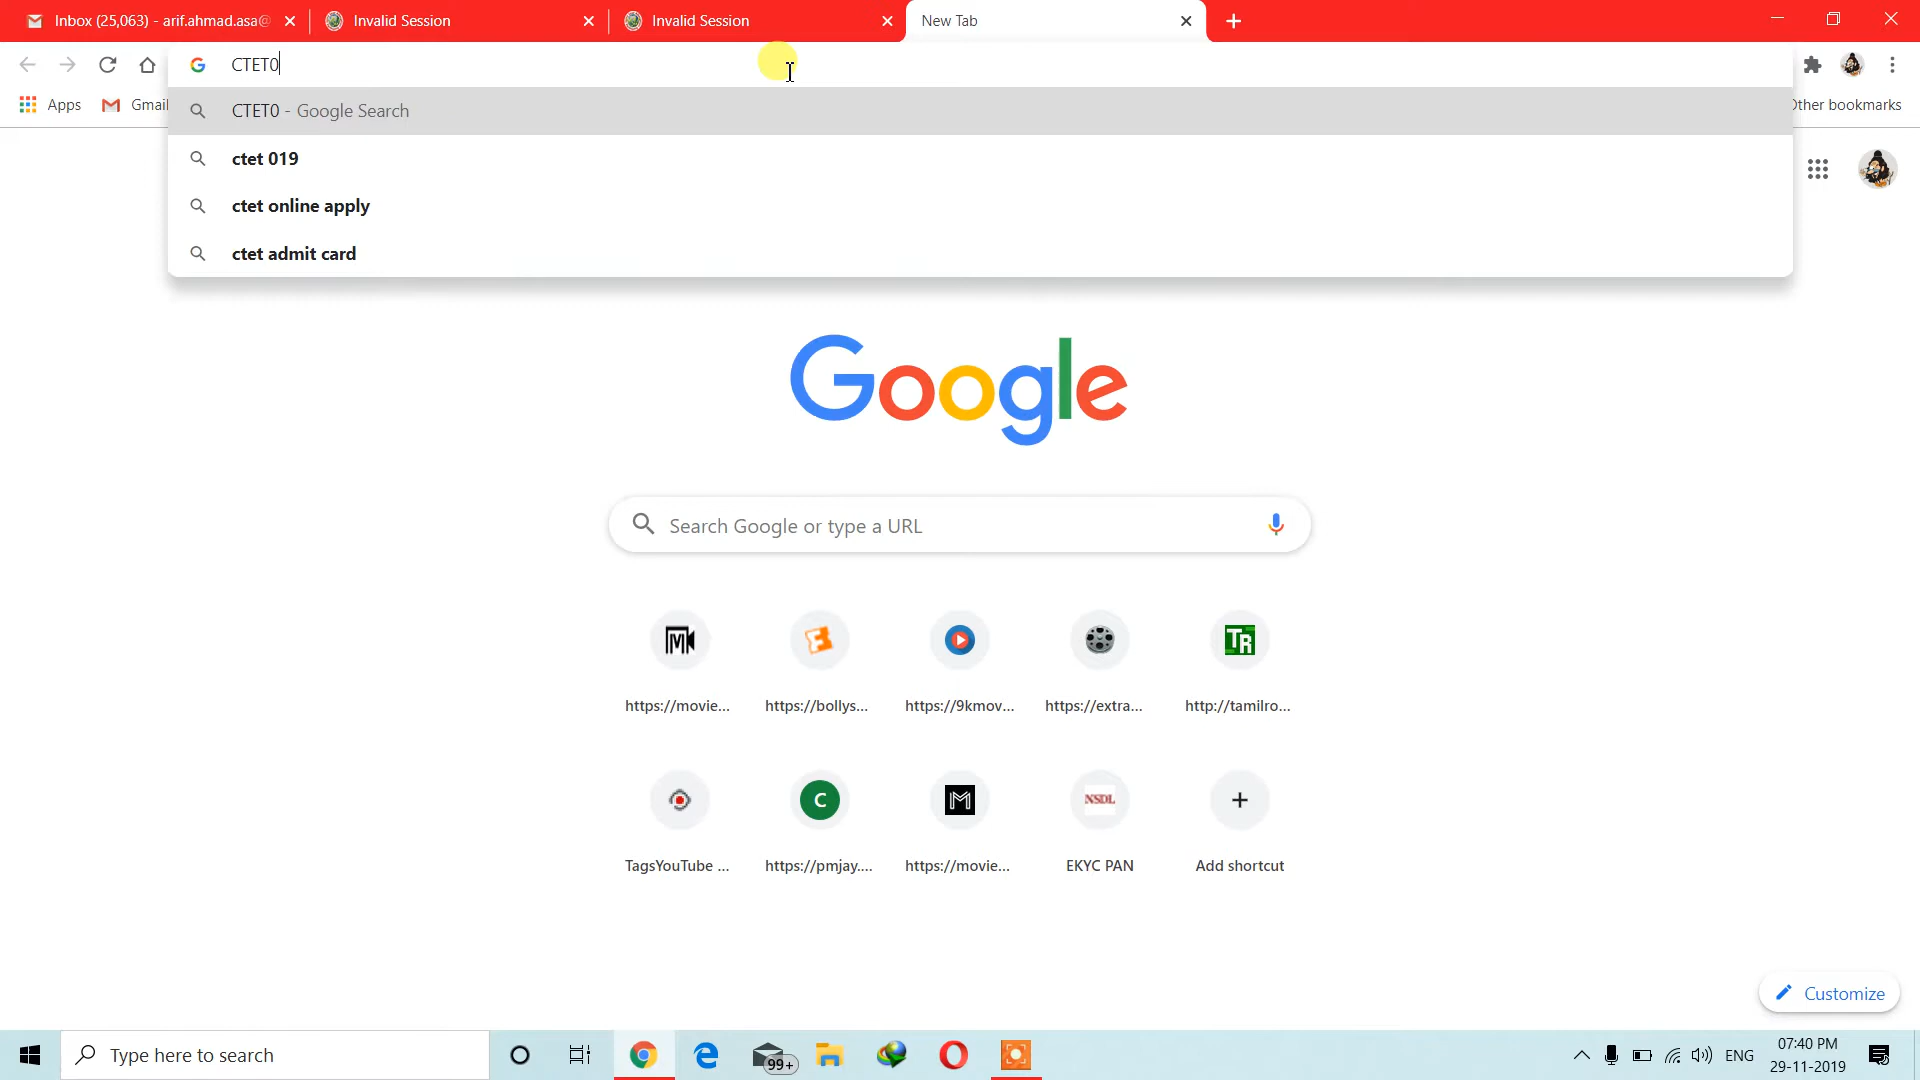 Inbox (25,063) - arif.ahmad.asa@
Invalid Session
Invalid Session
New Tab
CTET0
Apps
Gmail
Other bookmarks
CTET0 - Google Search
ctet 019
ctet online apply
ctet admit card
Google
Search Google or type a URL
TR
https://movie...
https://bollys...
https://9kmov...
https://extra...
http://tamilro...
C
NSDL
TagsYouTube ...
https://pmjay....
https://movie...
EKYC PAN
Add shortcut
Customize
Type here to search
99+
ENG
07:40 PM
29-11-2019